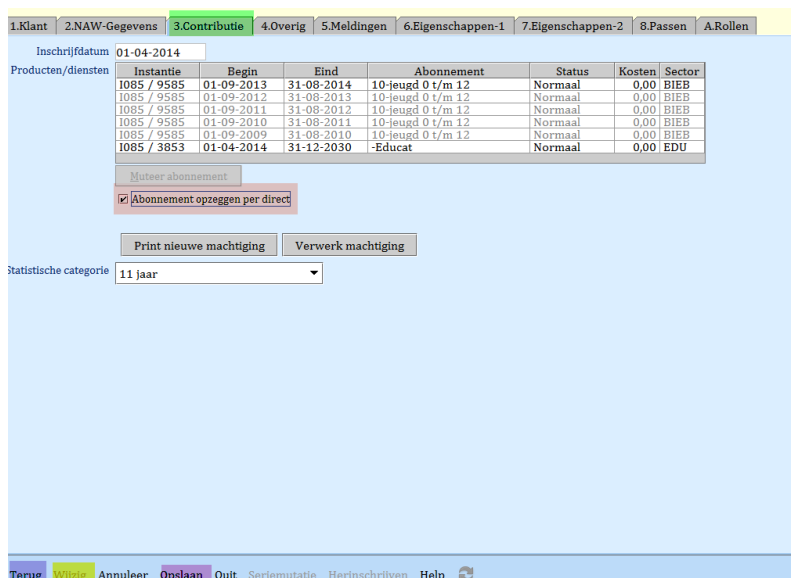 1.Klant 2.NAW-Gegevens 3.Contributie 4.Overig 5.Meldingen 6.Eigenschappen-1 7.Eigenschappen-2 8.Passen A.Rollen
Inschrijfdatum 01-04-2014
Producten/diensten Instantie Begin Eind Abonnement Status Kosten Sector
I085 / 9585 01-09-2013 31-08-2014 10-jeugd 0 t/m 12 Normaal 0,00 BIEB
I085 / 9585 01-09-2012 31-08-2013 10-jeugd 0 t/m 12 Normaal 0,00 BIEB
I085 / 9585 01-09-2011 31-08-2012 10-jeugd 0 t/m 12 Normaal 0,00 BIEB
I085 / 9585 01-09-2010 31-08-2011 10-jeugd 0 t/m 12 Normaal 0,00 BIEB
I085 / 9585 01-09-2009 31-08-2010 10-jeugd 0 t/m 12 Normaal 0,00 BIEB
I085 / 3853 01-04-2014 31-12-2030 -Educat Normaal 0,00 EDU
Muteer abonnement
Abonnement opzeggen per direct
Print nieuwe machtiging Verwerk machtiging
Statistische categorie 11 jaar
Terug Wijzig Annuleer Opslaan Quit Seriemutatie Herinschrijven Help